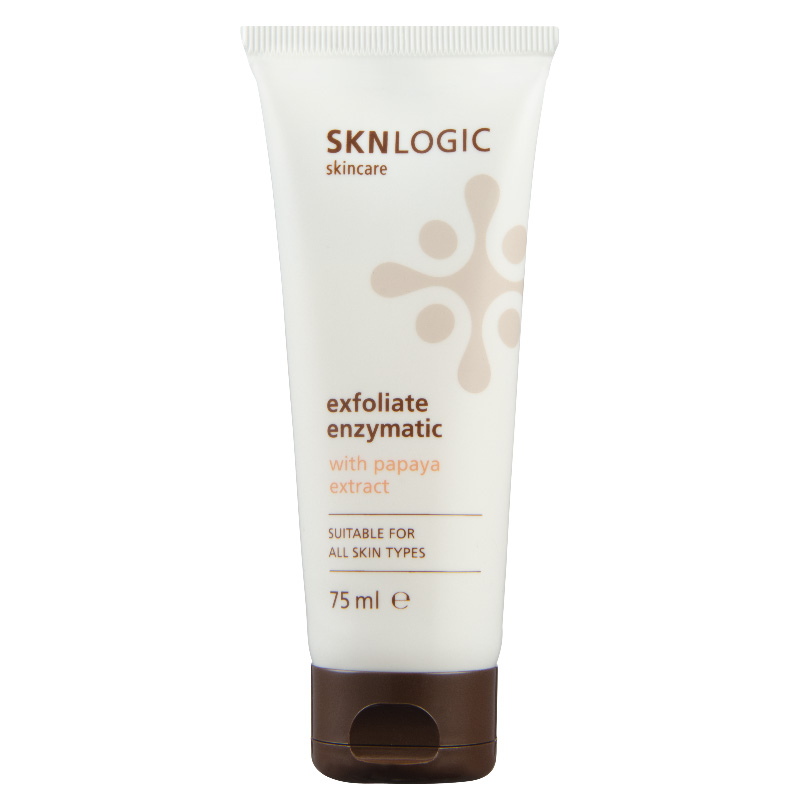 SKNLOGIC
skincare
exfoliate
enzymatic
with papaya
extract
SUITABLE FOR
ALL SKIN TYPES
75 ml ℮